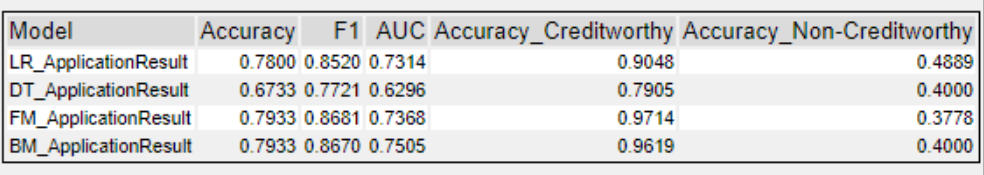 Model Accuracy F1 AUC Accuracy_Creditworthy Accuracy_Non-Creditworthy
LR_ApplicationResult 0.7800 0.8520 0.7314 0.9048 0.4889
DT_ApplicationResult 0.6733 0.7721 0.6296 0.7905 0.4000
FM_ApplicationResult 0.7933 0.8681 0.7368 0.9714 0.3778
BM_ApplicationResult 0.7933 0.8670 0.7505 0.9619 0.4000